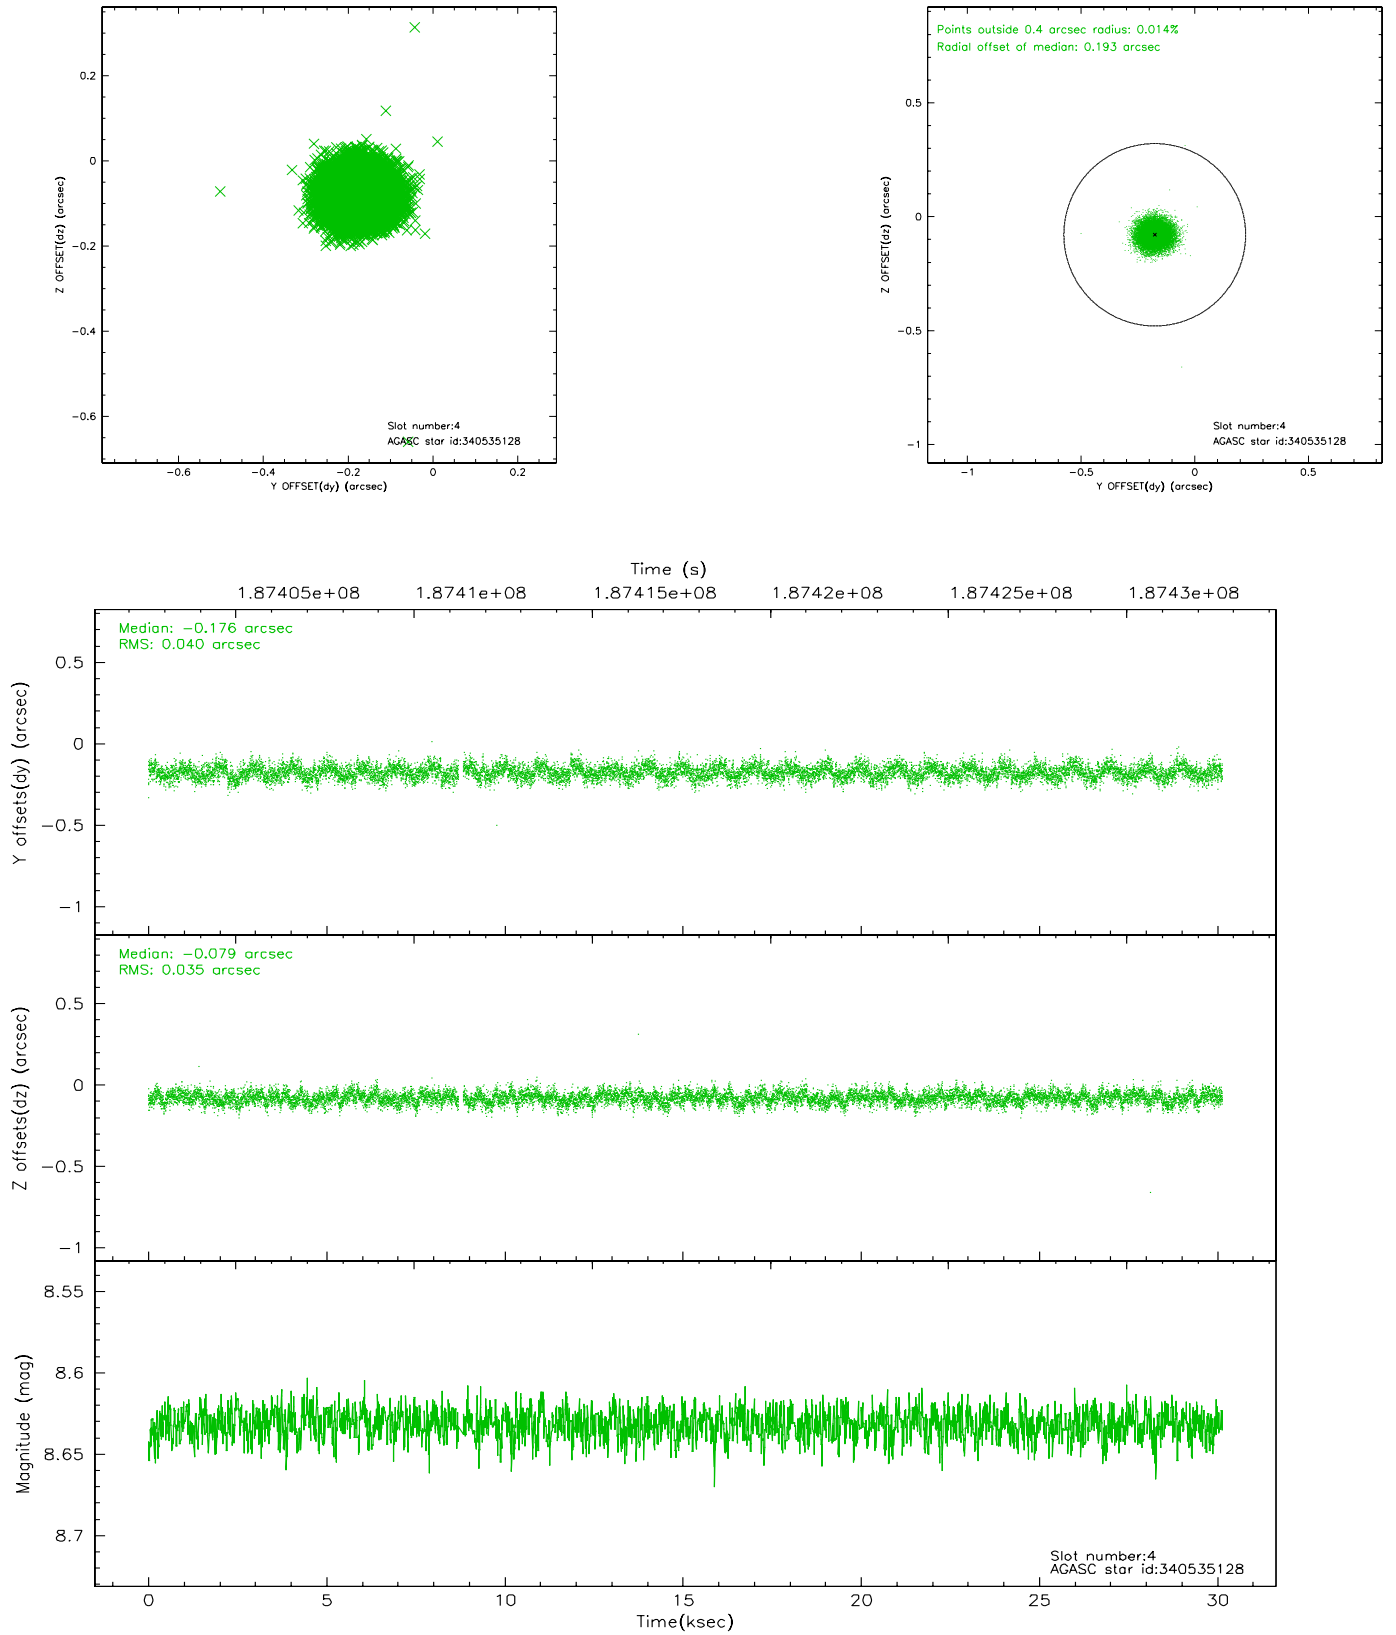 0.2
0
−0.2
−0.4
−0.6
Z OFFSET(dz) (arcsec)
Slot number:4
AGASC star id:340535128
−0.6 −0.4 −0.2 0 0.2
Y OFFSET(dy) (arcsec)
Points outside 0.4 arcsec radius: 0.014%
Radial offset of median: 0.193 arcsec
0.5
0
−0.5
−1
Z OFFSET(dz) (arcsec)
Slot number:4
AGASC star id:340535128
−1 −0.5 0 0.5
Y OFFSET(dy) (arcsec)
Time (s)
1.87405e+08 1.8741e+08 1.87415e+08 1.8742e+08 1.87425e+08 1.8743e+08
Median: −0.176 arcsec
RMS: 0.040 arcsec
0.5
0
−0.5
−1
Y offsets(dy) (arcsec)
Median: −0.079 arcsec
RMS: 0.035 arcsec
0.5
0
−0.5
−1
Z offsets(dz) (arcsec)
8.55
8.6
8.65
8.7
Magnitude (mag)
Slot number:4
AGASC star id:340535128
0 5 10 15 20 25 30
Time(ksec)